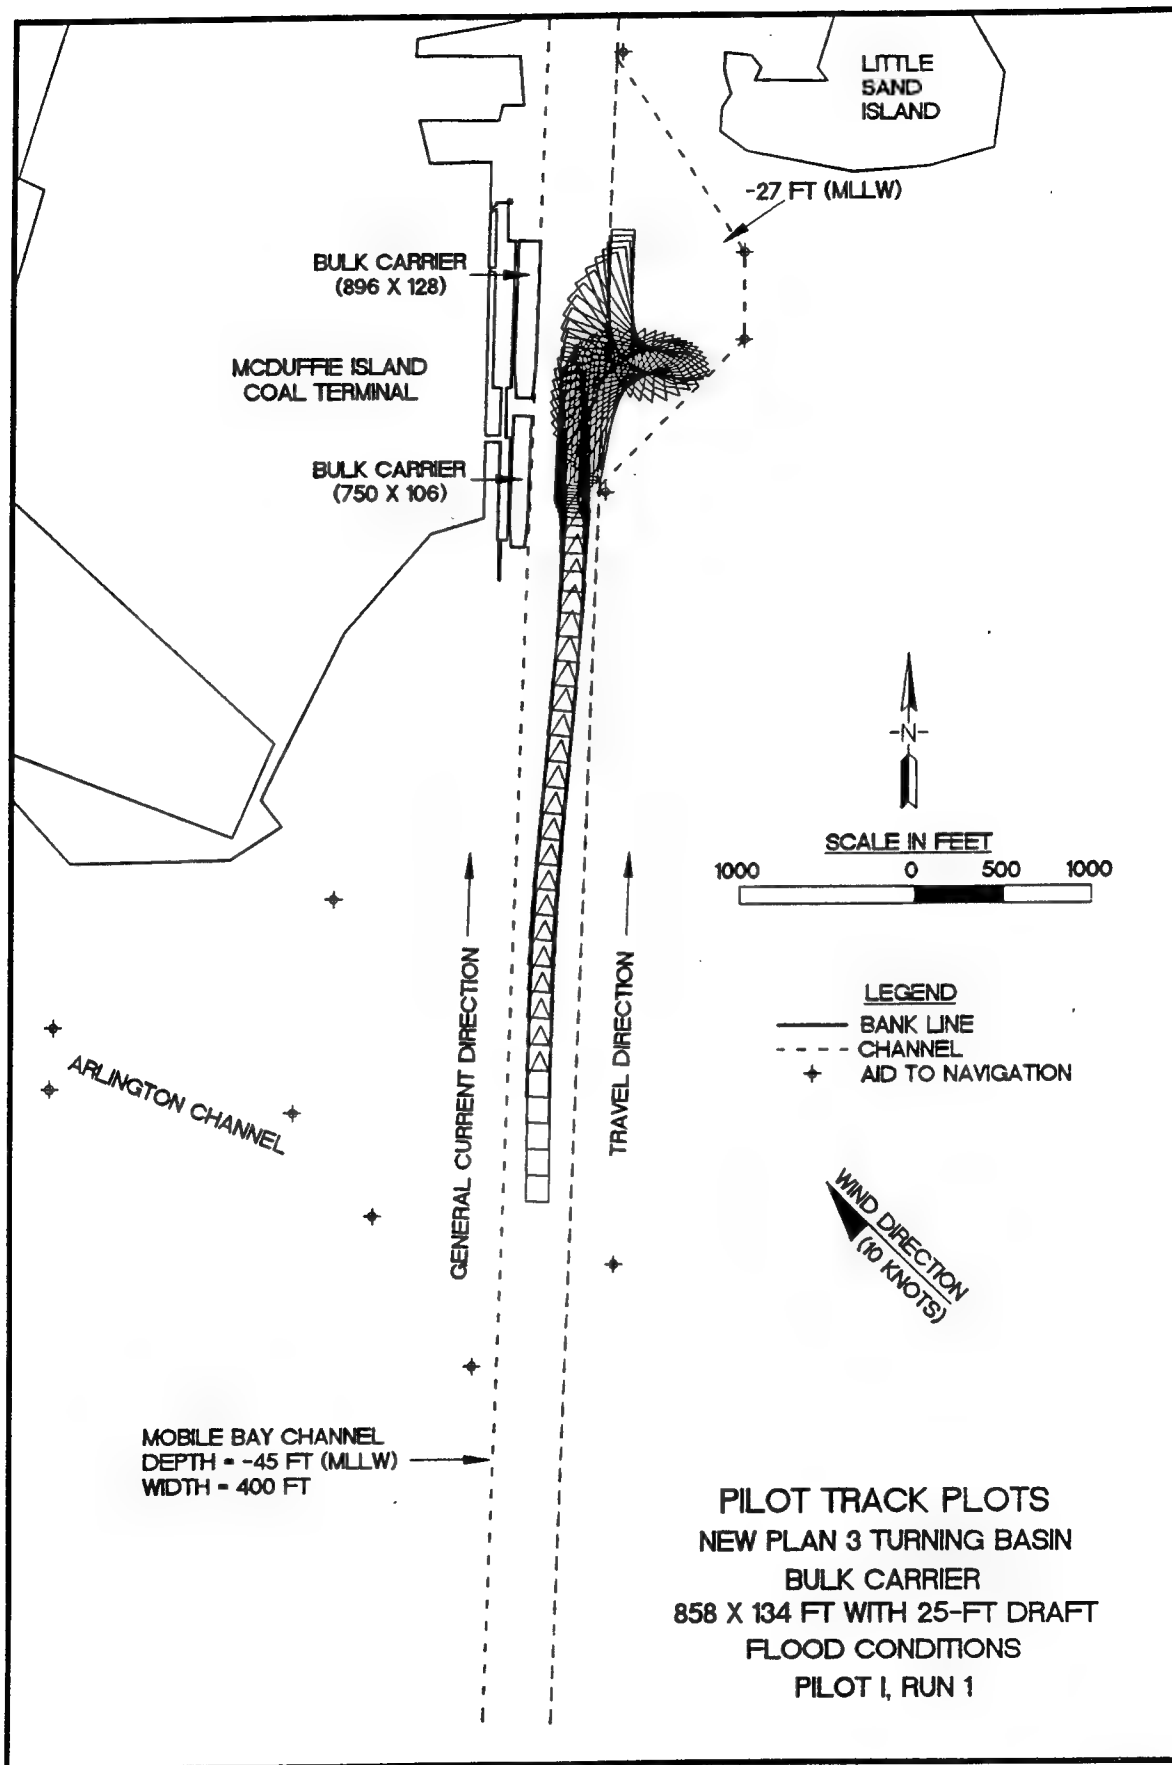 LITTLE
SAND
ISLAND
-27 FT (MLLW)
BULK CARRIER
(896 X 128)
MCDUFFIE ISLAND
COAL TERMINAL
BULK CARRIER
(750 X 106)
-N-
SCALE IN FEET
1000 0 500 1000
GENERAL CURRENT DIRECTION
TRAVEL DIRECTION
LEGEND
BANK LINE
CHANNEL
AID TO NAVIGATION
ARLINGTON CHANNEL
WIND DIRECTION
(10 KNOTS)
MOBILE BAY CHANNEL
DEPTH = -45 FT (MLLW)
WIDTH = 400 FT
PILOT TRACK PLOTS
NEW PLAN 3 TURNING BASIN
BULK CARRIER
858 X 134 FT WITH 25-FT DRAFT
FLOOD CONDITIONS
PILOT I, RUN 1